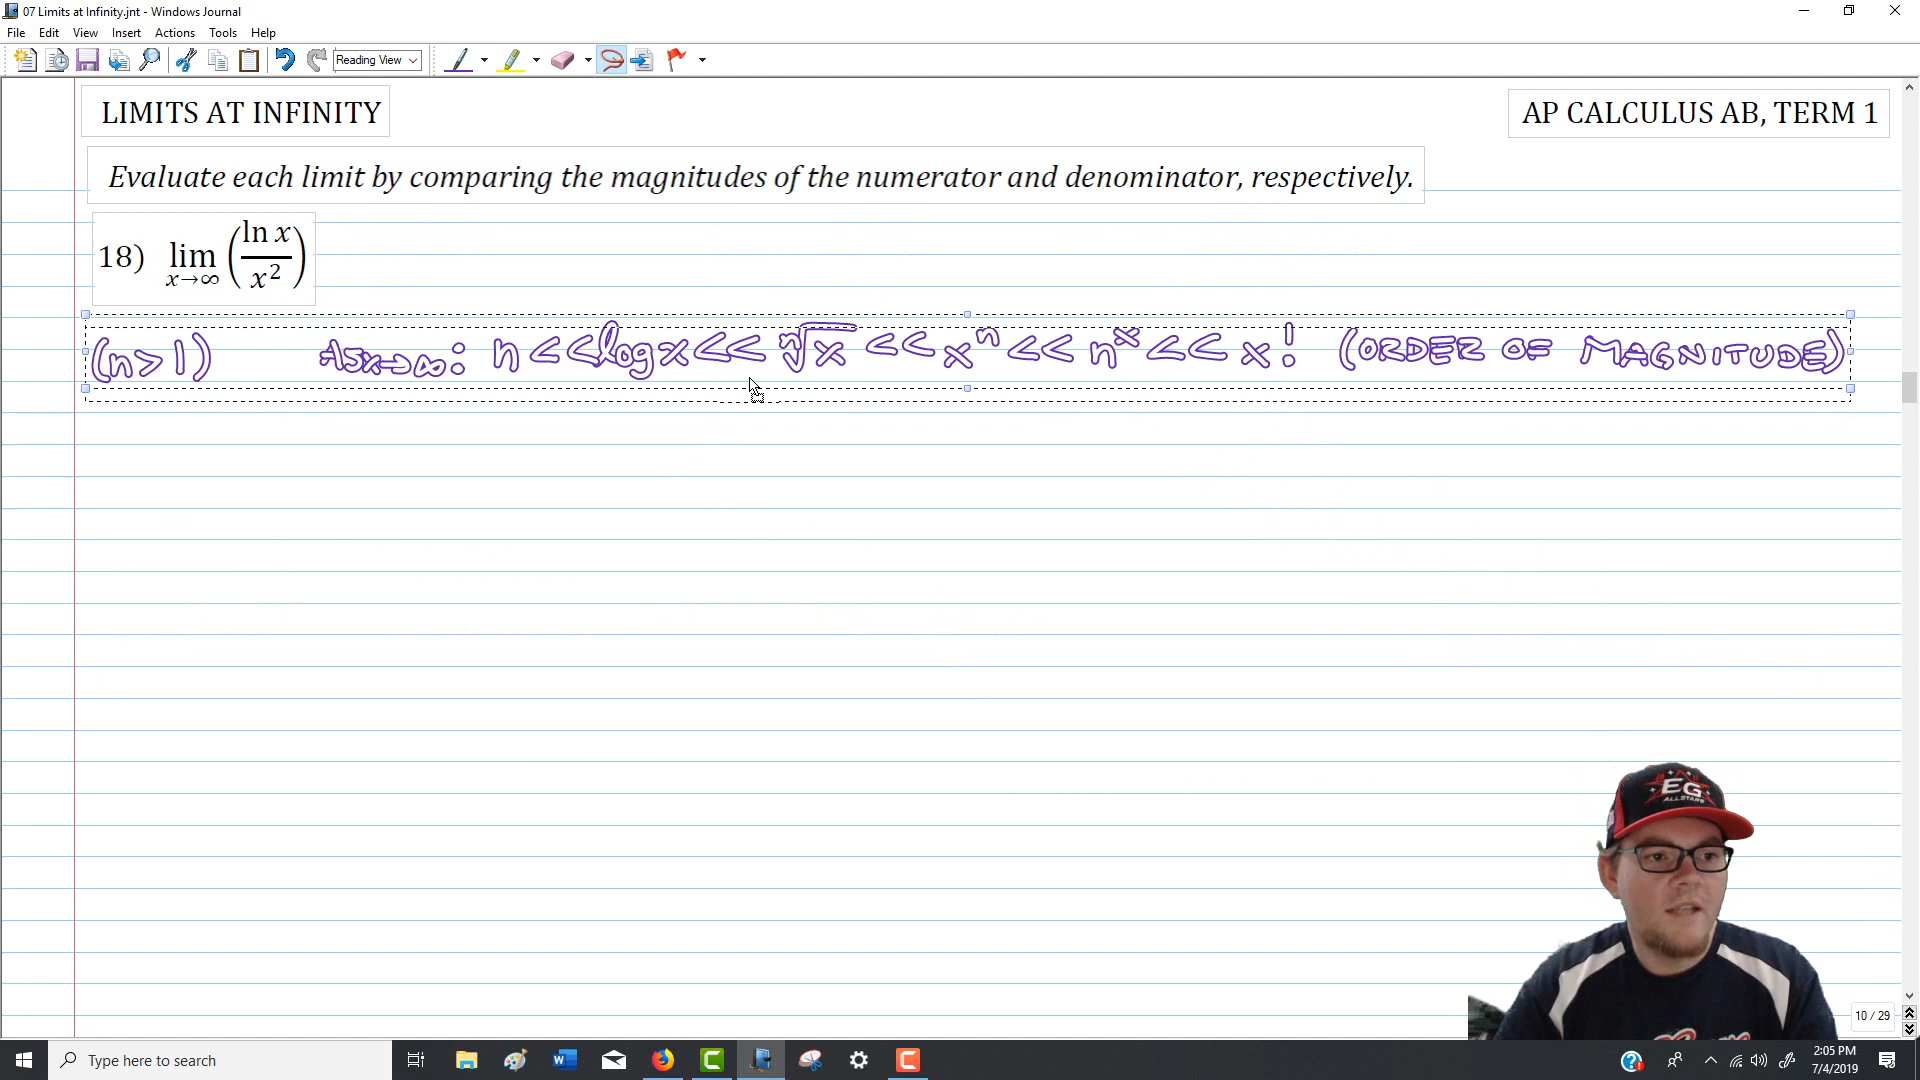 07 Limits at Infinity.jnt - Windows Journal
File Edit View Insert Actions Tools Help
Reading View
LIMITS AT INFINITY
AP CALCULUS AB, TERM 1
Evaluate each limit by comparing the magnitudes of the numerator and denominator, respectively.
18) lim x→∞ (ln x / x²)
(n>1) AS x→∞: n << log x << ⁿ√x << xⁿ << nˣ << x! (ORDER OF MAGNITUDE)
EG
ALLSTARS
10 / 29
Type here to search
2:05 PM
7/4/2019